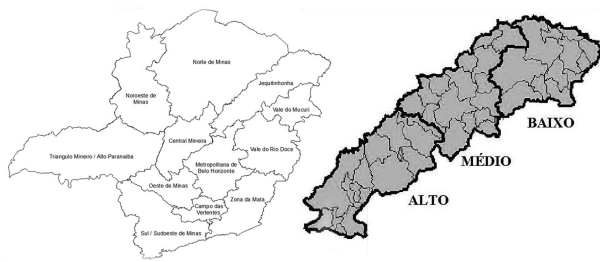 Norte de Minas
Jequitinhonha
Noroeste de
Minas
Vale do Mucuri
Central Mineira
Triangulo Mineiro / Alto Paranaiba
Vale do Rio Doce
Metropolitana de
Belo Horizonte
Oeste de Minas
Zona da Mata
Campo das
Vertentes
Sul / Sudoeste de Minas
BAIXO
MÉDIO
ALTO